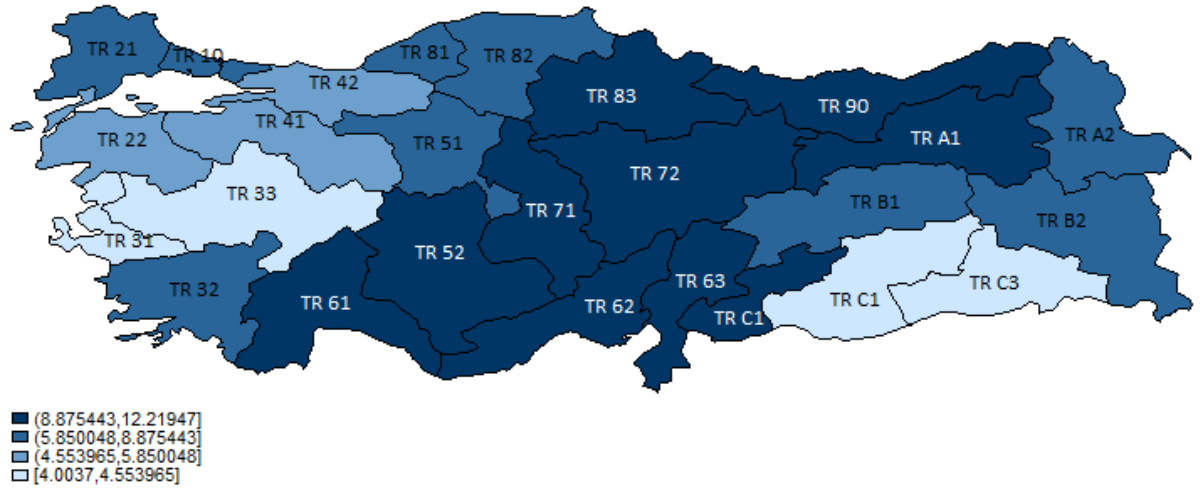 TR 21
TR 10
TR 81
TR 82
TR 42
TR 83
TR 90
TR 41
TR 22
TR 51
TR A1
TR A2
TR 33
TR 72
TR 71
TR B1
TR B2
TR 31
TR 52
TR 32
TR 61
TR 62
TR 63
TR C1
TR C1
TR C3
(8.875443,12.21947]
(5.850048,8.875443]
(4.553965,5.850048]
[4.0037,4.553965]